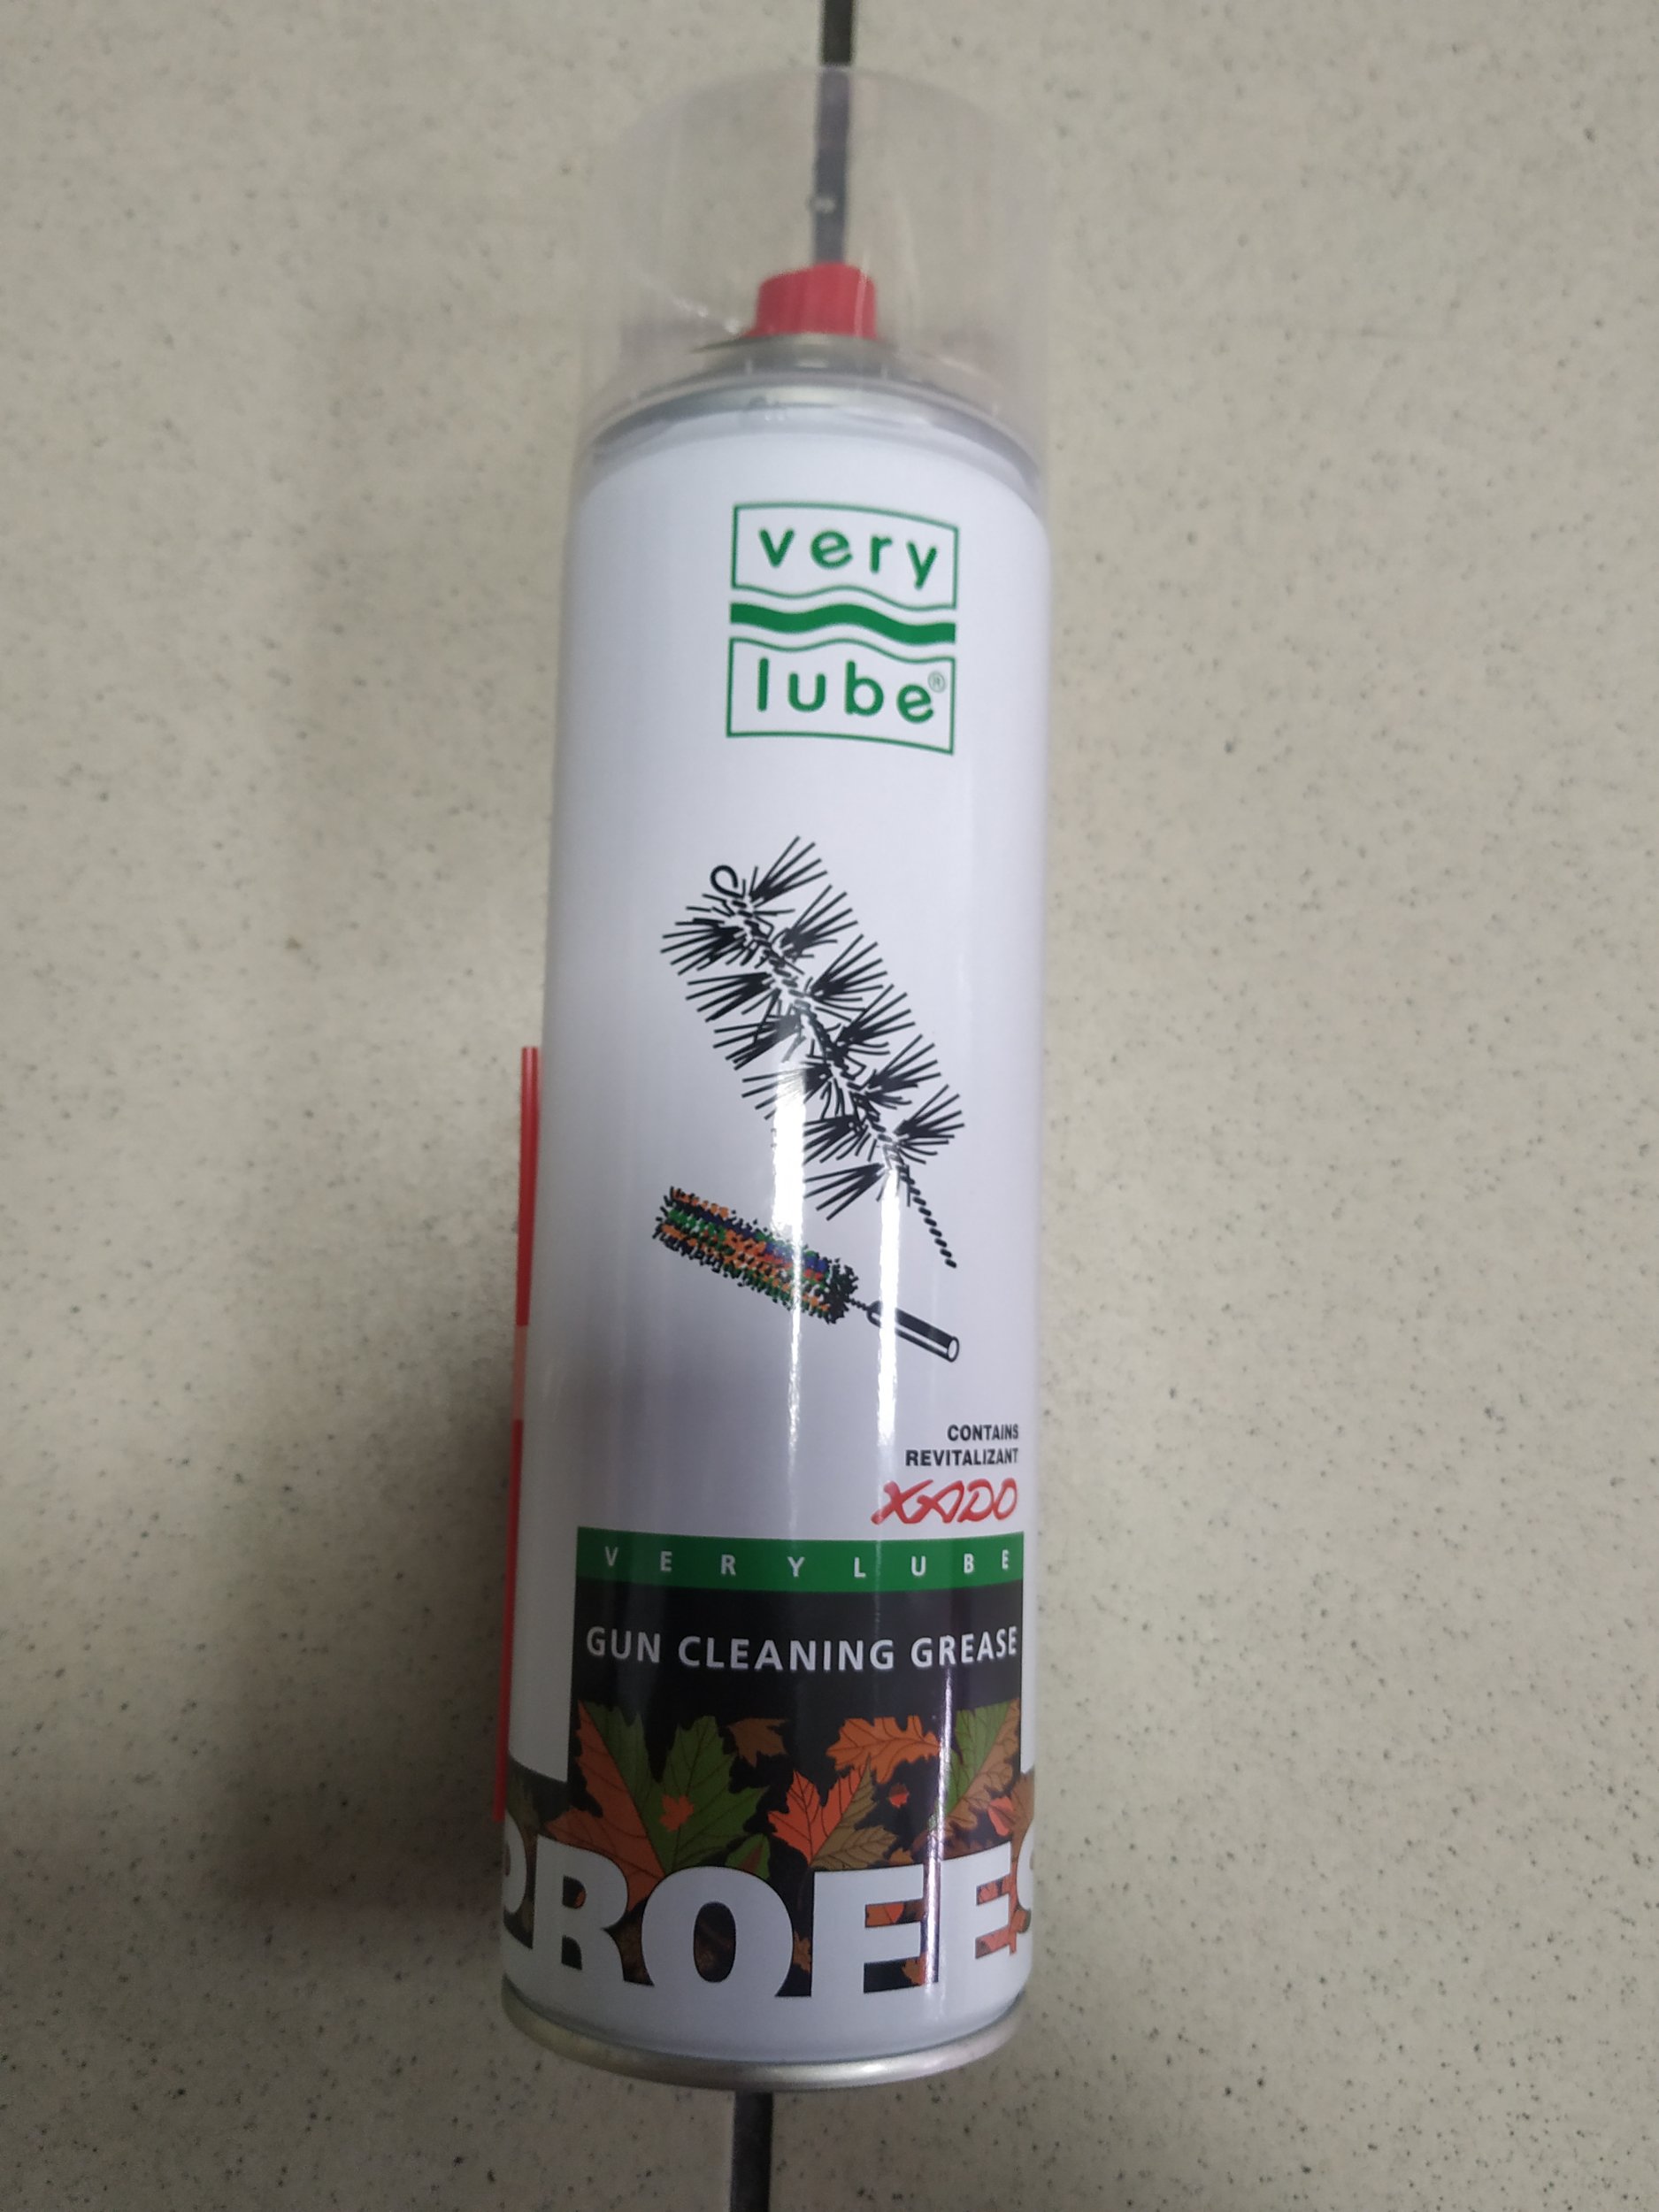 very
lube®
CONTAINS
REVITALIZANT
XADO
VERYLUBE
GUN CLEANING GREASE
PROFES